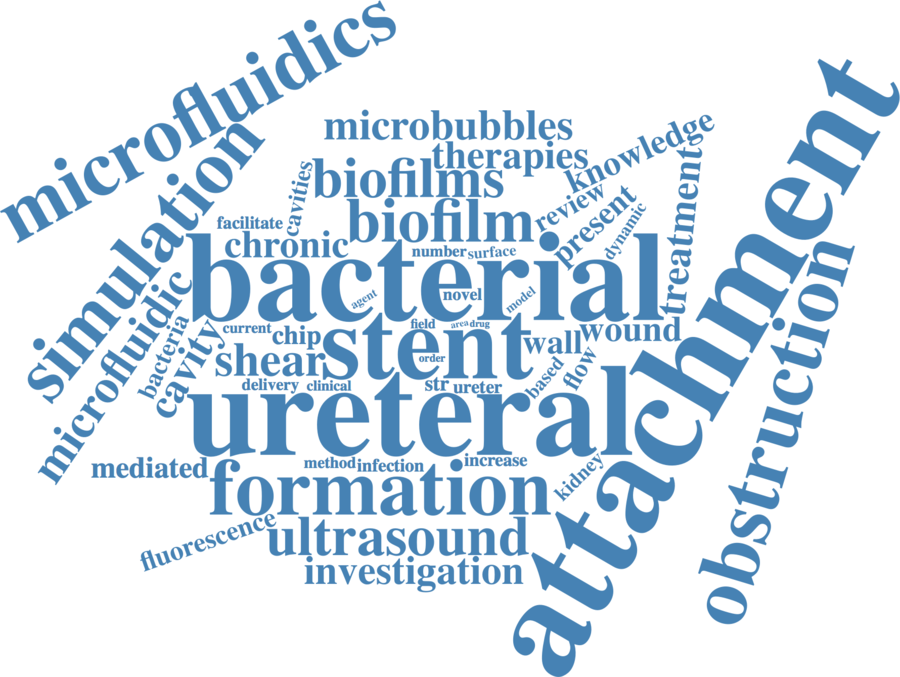 microfluidics
simulation
microfluidic
attachment
obstruction
microbubbles
therapies
knowledge
biofilms
cavities
review
treatment
present
biofilm
facilitate
chronic
dynamic
number
surface
bacterial
agent
novel
model
bacteria
cavity
current
chip
field
area
drug
stent
wall
wound
shear
order
flow
based
delivery
clinical
str
ureter
ureteral
mediated
method
infection
increase
kidney
formation
fluorescence
ultrasound
investigation